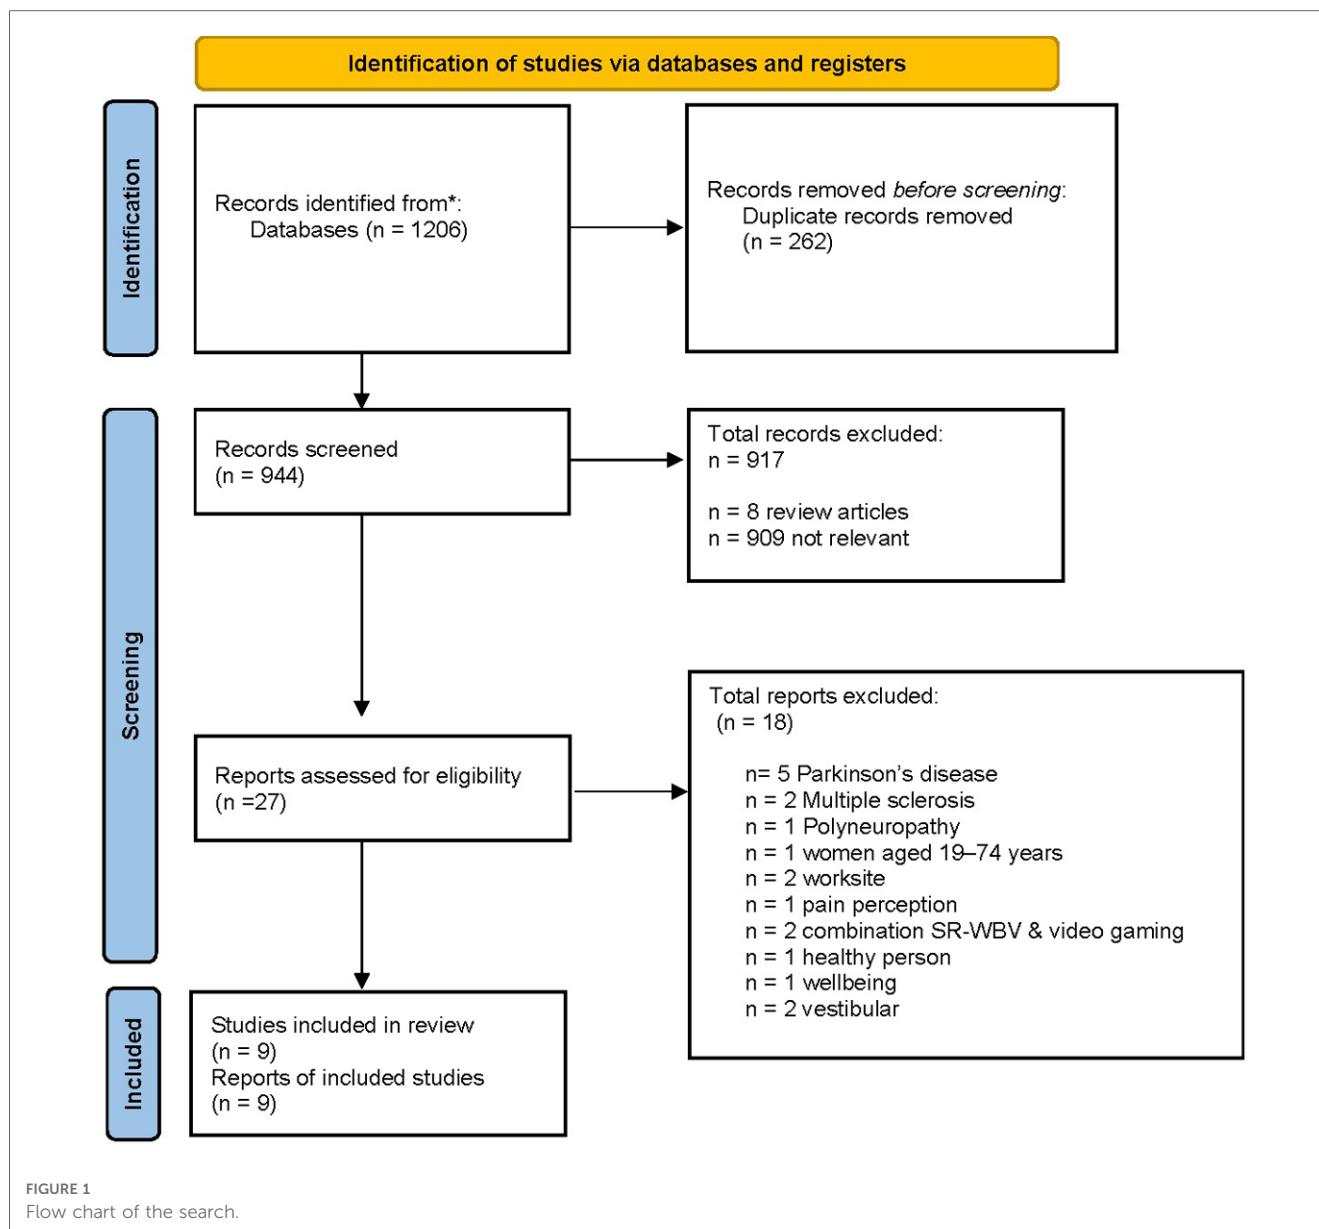 Identification of studies via databases and registers
Identification
Records identified from*:
Databases (n = 1206)
Records removed before screening:
Duplicate records removed
(n = 262)
Screening
Records screened
(n = 944)
Total records excluded:
n = 917
n = 8 review articles
n = 909 not relevant
Reports assessed for eligibility
(n =27)
Total reports excluded:
(n = 18)
n= 5 Parkinson's disease
n = 2 Multiple sclerosis
n = 1 Polyneuropathy
n = 1 women aged 19–74 years
n = 2 worksite
n = 1 pain perception
n = 2 combination SR-WBV & video gaming
n = 1 healthy person
n = 1 wellbeing
n = 2 vestibular
Included
Studies included in review
(n = 9)
Reports of included studies
(n = 9)
FIGURE 1
Flow chart of the search.